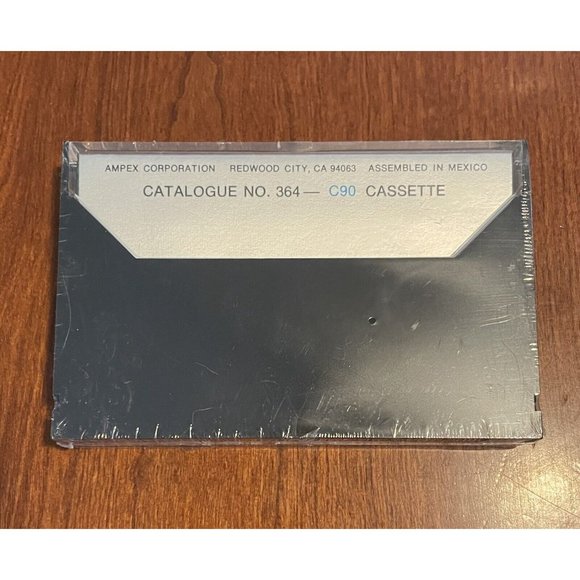 AMPEX CORPORATION REDWOOD CITY, CA 94063 ASSEMBLED IN MEXICO
CATALOGUE NO. 364— C90 CASSETTE